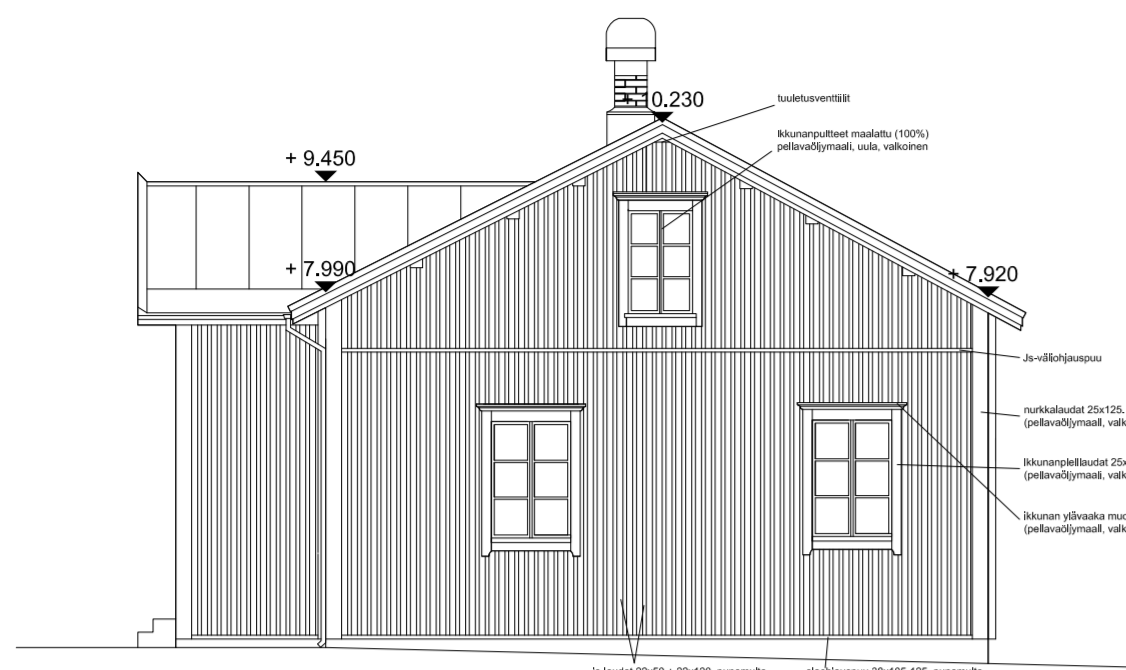 + 10.230
tuuletusventtiilit
Ikkunanpuitteet maalattu (100%)
pellavaöljymaali, uula, valkoinen
+ 9.450
+ 7.990
+ 7.920
Js-väliohjauspuu
nurkkalaudat 25x125.
(pellavaöljymaali, valk
Ikkunanpielilaudat 25x
(pellavaöljymaali, valk
ikkunan ylävaaka muo
(pellavaöljymaali, valk